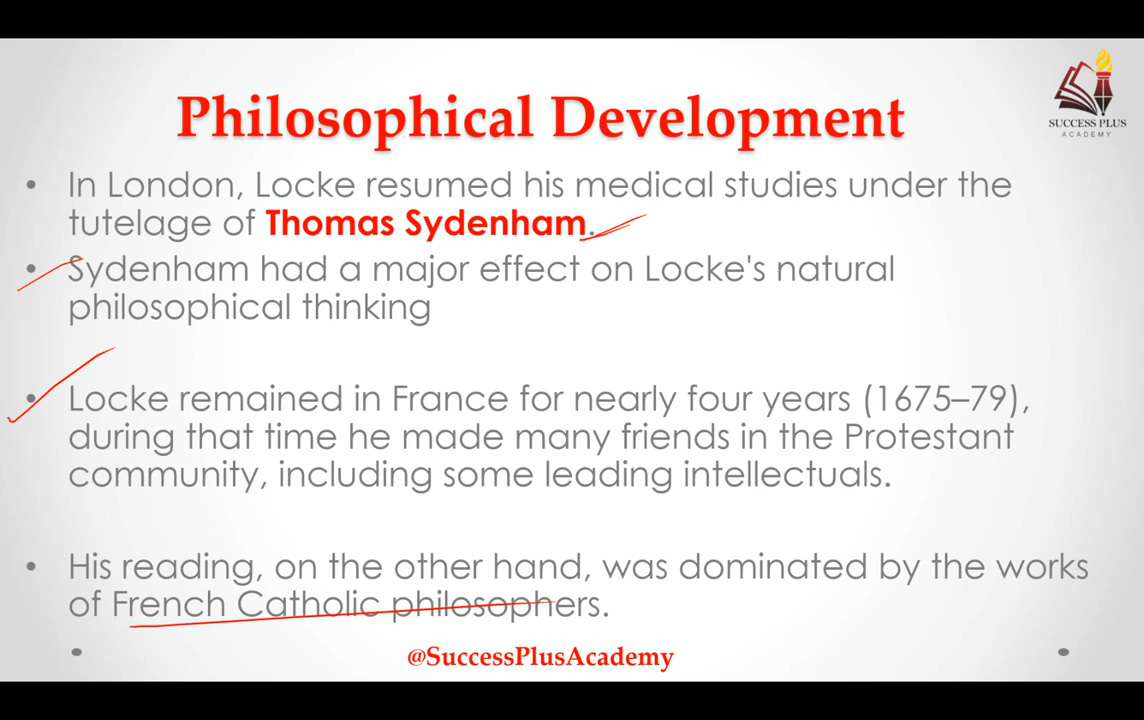 Philosophical Development
SUCCESS PLUS
ACADEMY
• In London, Locke resumed his medical studies under the
tutelage of Thomas Sydenham.
• Sydenham had a major effect on Locke's natural
philosophical thinking
• Locke remained in France for nearly four years (1675–79),
during that time he made many friends in the Protestant
community, including some leading intellectuals.
• His reading, on the other hand, was dominated by the works
of French Catholic philosophers.
@SuccessPlusAcademy